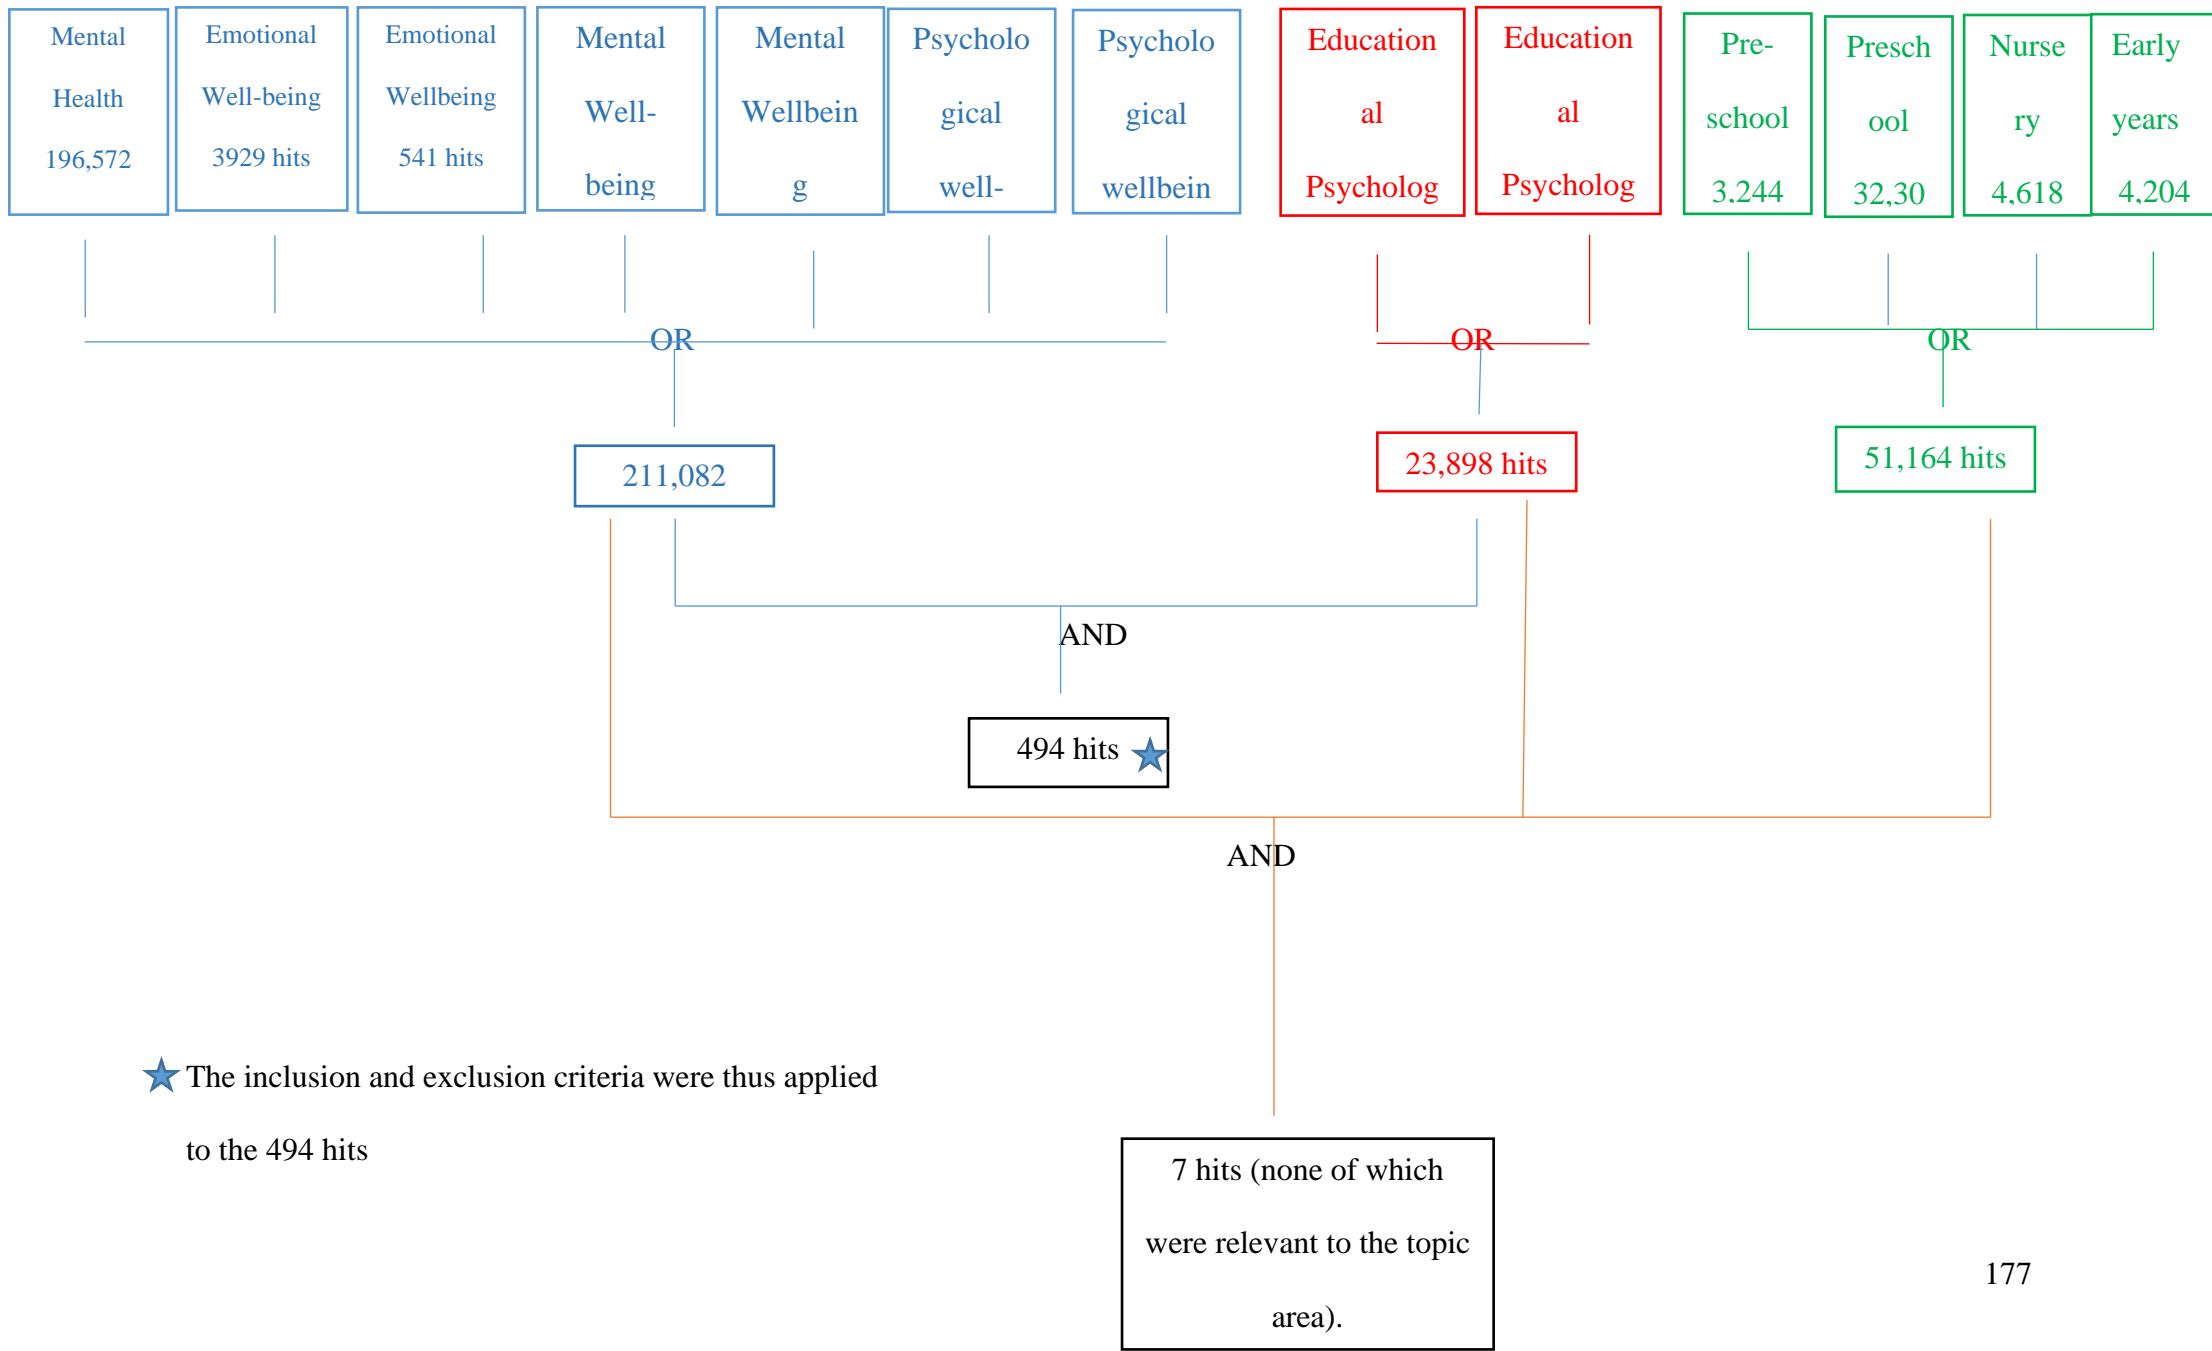 Mental
Health
196,572
Emotional
Well-being
3929 hits
Emotional
Wellbeing
541 hits
Mental
Well-
being
Mental
Wellbein
g
Psycholo
gical
well-
Psycholo
gical
wellbein
Education
al
Psycholog
Education
al
Psycholog
Pre-
school
3,244
Presch
ool
32,30
Nurse
ry
4,618
Early
years
4,204
OR
OR
OR
211,082
23,898 hits
51,164 hits
AND
494 hits
AND
The inclusion and exclusion criteria were thus applied
to the 494 hits
7 hits (none of which
were relevant to the topic
area).
177